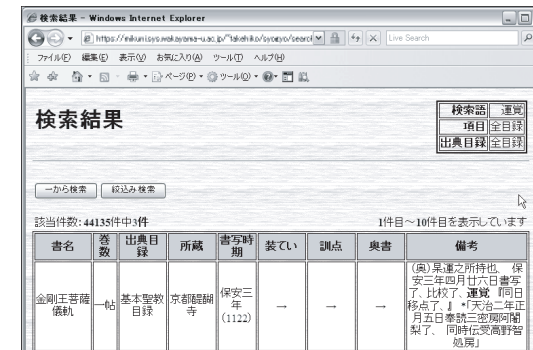 検索結果 - Windows Internet Explorer
Live Search
ファイル(F) 編集(E) 表示(V) お気に入り(A) ツール(T) ヘルプ(H)
ページ(P) ツール(O)
検索結果
検索語 運覚
項目 全目録
出典目録 全目録
一から検索 絞込み検索
該当件数:44135件中3件 1件目～10件目を表示しています
書名 巻数 出典目録 所蔵 書写時期 装てい 訓点 奥書 備考
金剛王菩薩儀軌 一帖 基本聖教目録 京都醍醐寺 保安三年(1122) → → →
(奥)杲運之所持也、 保
安三年四月廿六日書写
了、比校了、運覚 『同日
移点了、』 *「天治二年正
月五日奉読三密房阿闍
梨了、 同時伝受高野智
処房」